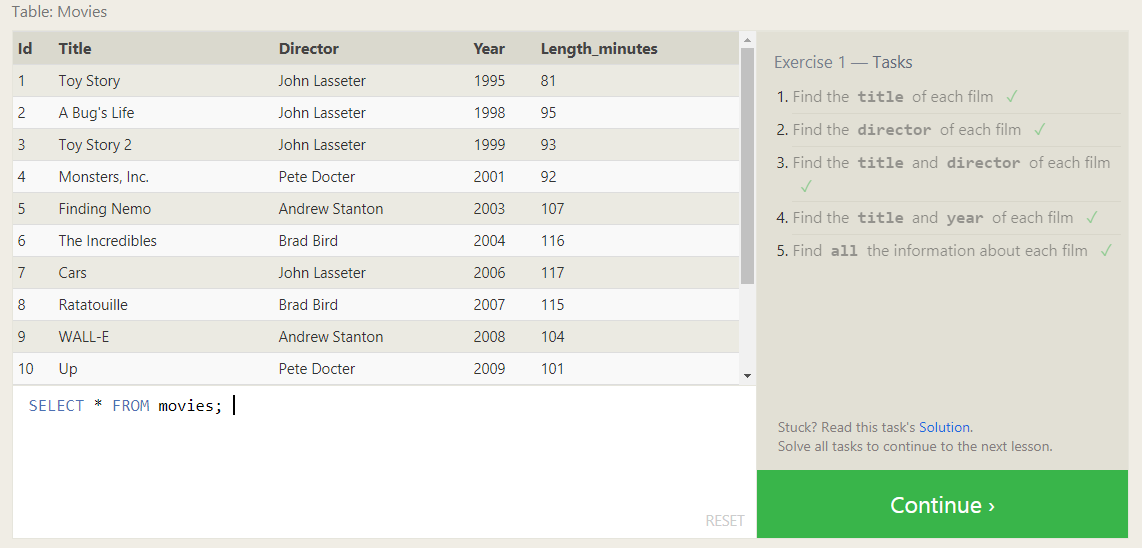 Table: Movies
Id Title Director Year Length_minutes
1 Toy Story John Lasseter 1995 81
2 A Bug's Life John Lasseter 1998 95
3 Toy Story 2 John Lasseter 1999 93
4 Monsters, Inc. Pete Docter 2001 92
5 Finding Nemo Andrew Stanton 2003 107
6 The Incredibles Brad Bird 2004 116
7 Cars John Lasseter 2006 117
8 Ratatouille Brad Bird 2007 115
9 WALL-E Andrew Stanton 2008 104
10 Up Pete Docter 2009 101
SELECT * FROM movies;
RESET
Exercise 1 — Tasks
1. Find the title of each film ✓
2. Find the director of each film ✓
3. Find the title and director of each film
✓
4. Find the title and year of each film ✓
5. Find all the information about each film ✓
Stuck? Read this task's Solution.
Solve all tasks to continue to the next lesson.
Continue ›